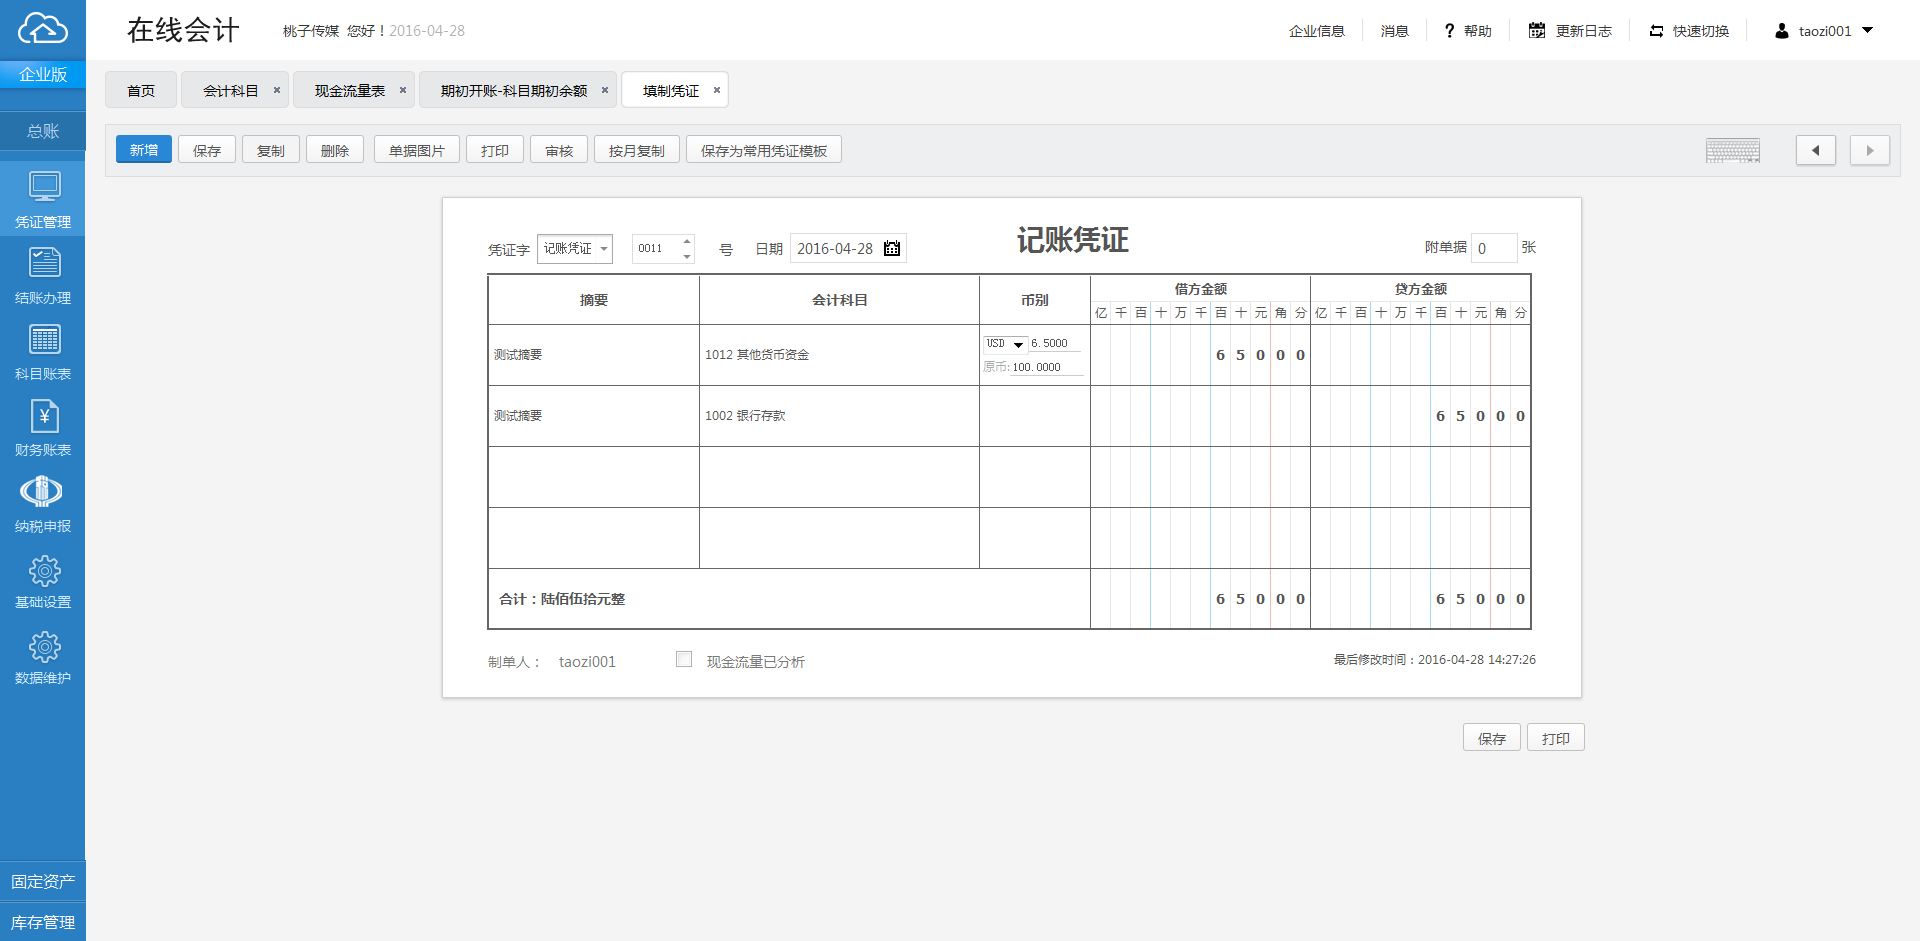 在线会计
桃子传媒 您好！2016-04-28
企业信息 消息 ? 帮助 更新日志 快速切换 taozi001
企业版
首页 会计科目 × 现金流量表 × 期初开账-科目期初余额 × 填制凭证 ×
总账
新增 保存 复制 删除 单据图片 打印 审核 按月复制 保存为常用凭证模板
凭证管理
结账办理
科目账表
¥
财务账表
纳税申报
基础设置
数据维护
固定资产
库存管理
记账凭证
凭证字 记账凭证 0011 号 日期 2016-04-28 附单据 0 张
摘要 会计科目 币别 借方金额 贷方金额
亿 千 百 十 万 千 百 十 元 角 分 亿 千 百 十 万 千 百 十 元 角 分
测试摘要 1012 其他货币资金 USD 6.5000 6 5 0 0 0
原币: 100.0000
测试摘要 1002 银行存款 6 5 0 0 0
合计：陆佰伍拾元整 6 5 0 0 0 6 5 0 0 0
制单人： taozi001 现金流量已分析 最后修改时间：2016-04-28 14:27:26
保存 打印